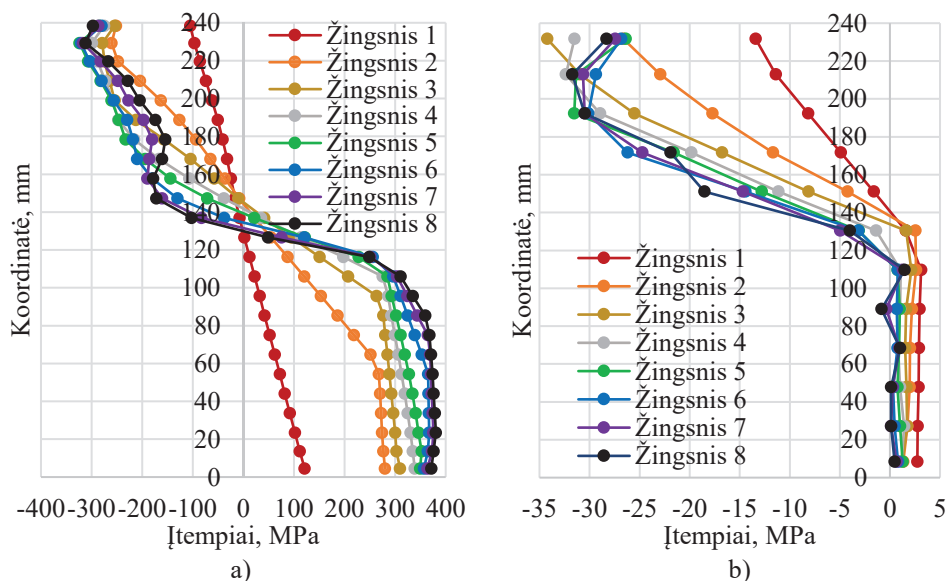 240
220
200
180
160
140
120
100
80
60
40
20
0
Koordinatė, mm
-400
-300
-200
-100
0
100
200
300
400
Įtempiai, MPa
Žingsnis 1
Žingsnis 2
Žingsnis 3
Žingsnis 4
Žingsnis 5
Žingsnis 6
Žingsnis 7
Žingsnis 8
a)
240
220
200
180
160
140
120
100
80
60
40
20
0
Koordinatė, mm
-35
-30
-25
-20
-15
-10
-5
0
5
Įtempiai, MPa
Žingsnis 1
Žingsnis 2
Žingsnis 3
Žingsnis 4
Žingsnis 5
Žingsnis 6
Žingsnis 7
Žingsnis 8
b)